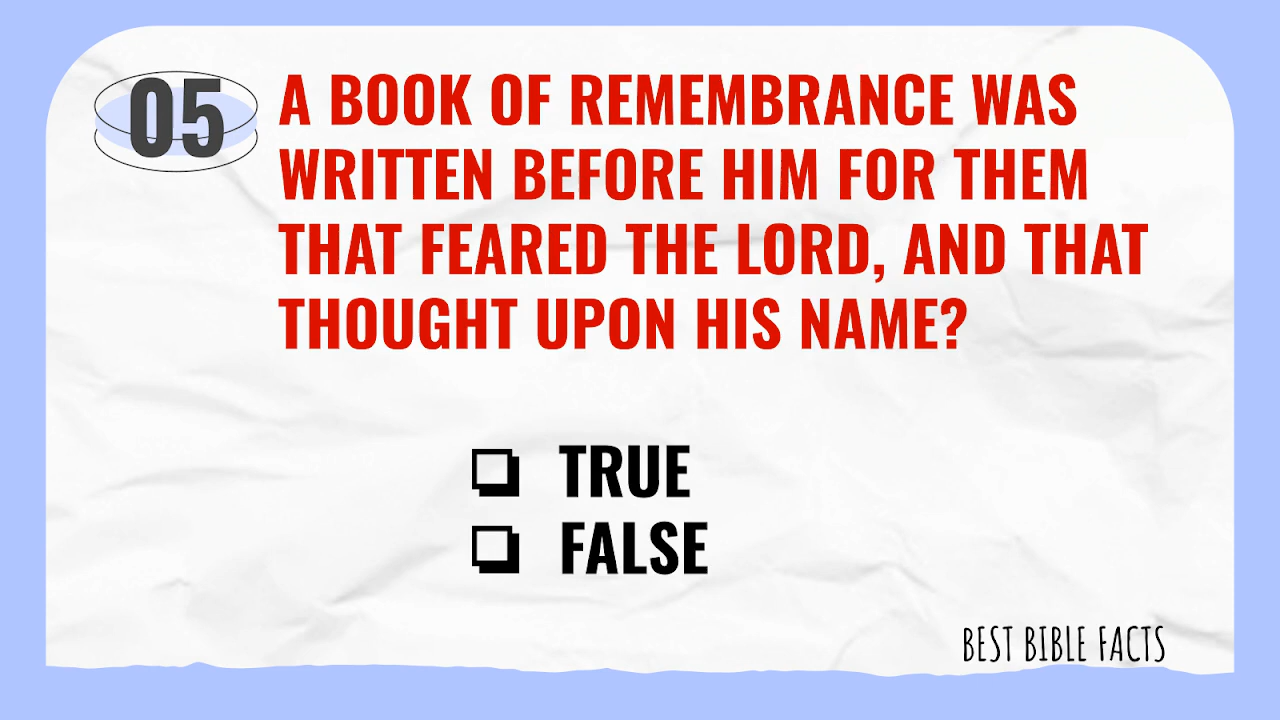 05
A BOOK OF REMEMBRANCE WAS
WRITTEN BEFORE HIM FOR THEM
THAT FEARED THE LORD, AND THAT
THOUGHT UPON HIS NAME?
TRUE
FALSE
BEST BIBLE FACTS